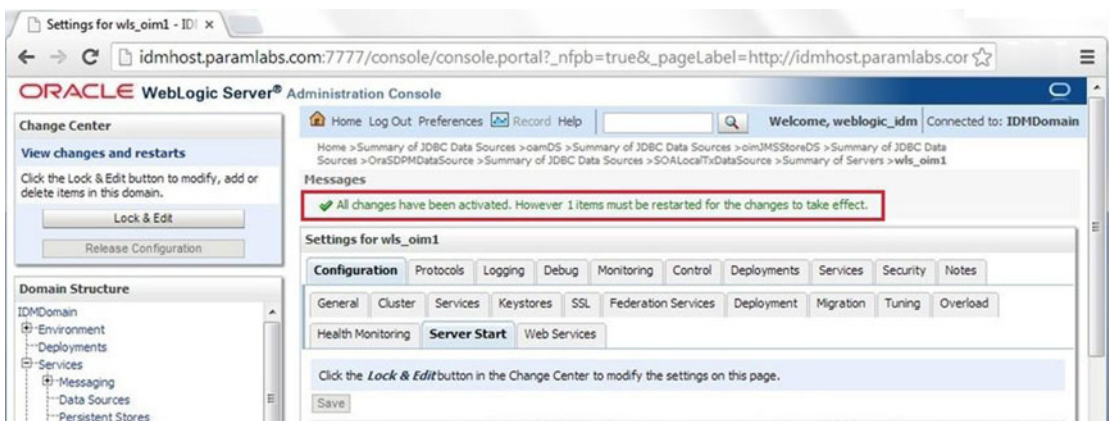 Settings for wls_oim1 - IDM
idmhost.paramlabs.com:7777/console/console.portal?_nfpb=true&_pageLabel=http://idmhost.paramlabs.cor
ORACLE WebLogic Server® Administration Console
Change Center
View changes and restarts
Click the Lock & Edit button to modify, add or
delete items in this domain.
Lock & Edit
Release Configuration
Domain Structure
IDMDomain
Environment
Deployments
Services
Messaging
Data Sources
Persistent Stores
Home Log Out Preferences Record Help
Welcome, weblogic_idm Connected to: IDMDomain
Home >Summary of JDBC Data Sources >oamDS >Summary of JDBC Data Sources >oimJMSStoreDS >Summary of JDBC Data
Sources >OraSDPMDataSource >Summary of JDBC Data Sources >SOALocalTxDataSource >Summary of Servers >wls_oim1
Messages
All changes have been activated. However 1 items must be restarted for the changes to take effect.
Settings for wls_oim1
Configuration Protocols Logging Debug Monitoring Control Deployments Services Security Notes
General Cluster Services Keystores SSL Federation Services Deployment Migration Tuning Overload
Health Monitoring Server Start Web Services
Click the Lock & Edit button in the Change Center to modify the settings on this page.
Save